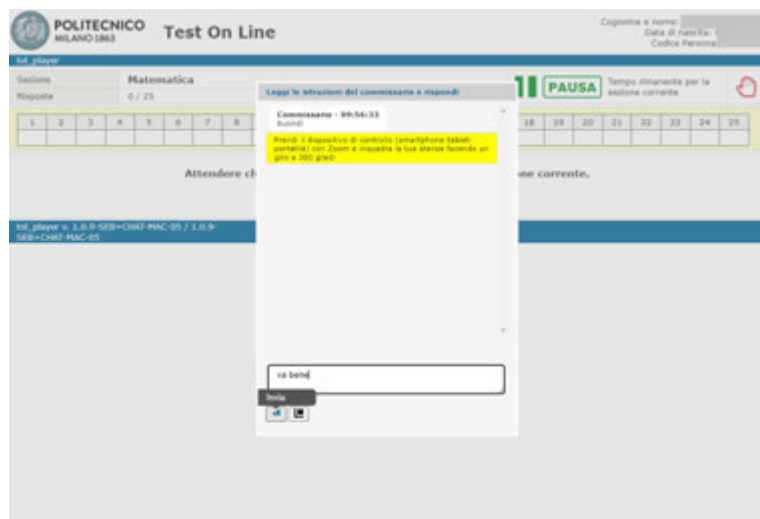 POLITECNICO
MILANO 1863
Test On Line
Cognome e nome:
Data di nascita:
Codice Persona
tol_player
Sezione Matematica
Risposte 0 / 25
PAUSA
Tempo rimanente per la
sezione corrente
1 2 3 4 5 6 7 8 18 19 20 21 22 23 24 25
Attendere ch
ne corrente.
Leggi le istruzioni del commissario e rispondi
Commissario - 09:56:33
buondì
Prendi il dispositivo di controllo (smartphone-tablet-
portatile) con Zoom e inquadra la tua stanza facendo un
giro a 360 gradi
va bene
Invia
tol_player v. 1.0.9-SEB=CHAT-MAC-05 / 1.0.9-
SEB=CHAT-MAC-05